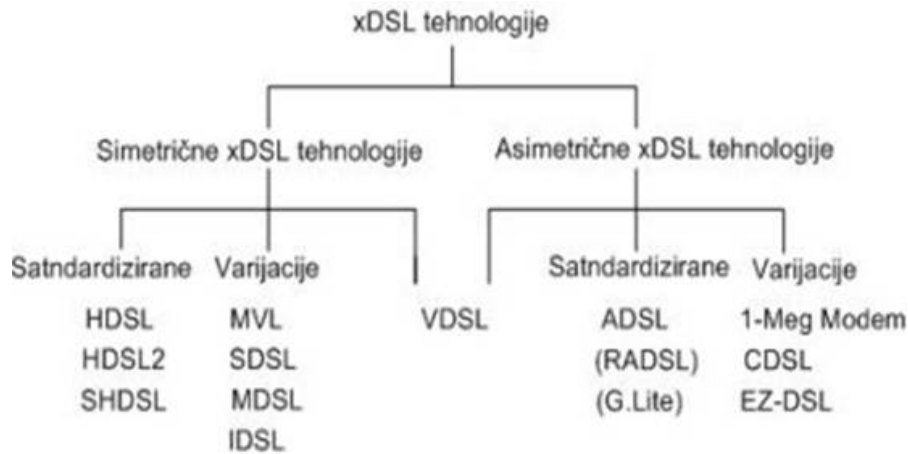 xDSL tehnologije
Simetrične xDSL tehnologije
Asimetrične xDSL tehnologije
Satndardizirane
Varijacije
Satndardizirane
Varijacije
HDSL
HDSL2
SHDSL
MVL
SDSL
MDSL
IDSL
VDSL
ADSL
(RADSL)
(G.Lite)
1-Meg Modem
CDSL
EZ-DSL